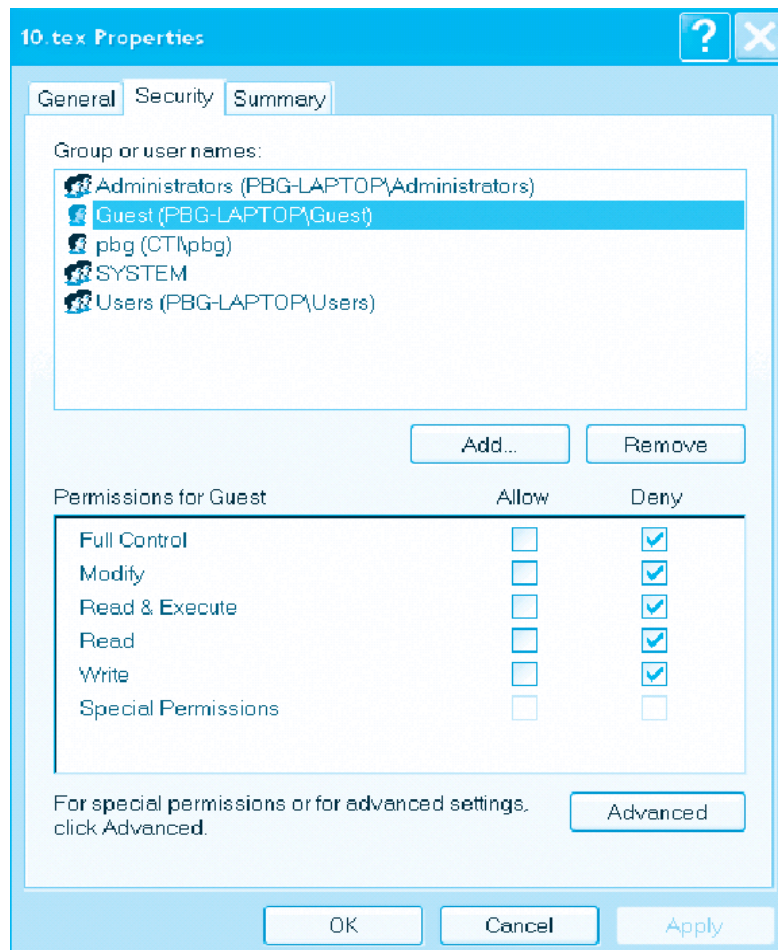 10.tex Properties ?
General Security Summary
Group or user names:
Administrators (PBG-LAPTOP\Administrators)
Guest (PBG-LAPTOP\Guest)
pbg (CTI\pbg)
SYSTEM
Users (PBG-LAPTOP\Users)
Add... Remove
Permissions for Guest Allow Deny
Full Control
Modify
Read & Execute
Read
Write
Special Permissions
For special permissions or for advanced settings,
click Advanced.
Advanced
OK Cancel Apply